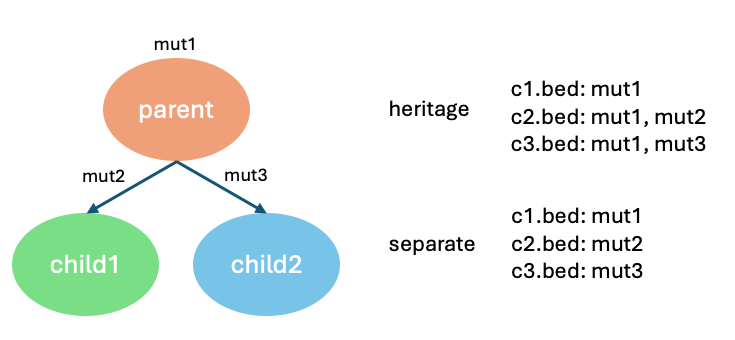 mut1
parent
mut2
mut3
child1
child2
heritage
c1.bed: mut1
c2.bed: mut1, mut2
c3.bed: mut1, mut3
separate
c1.bed: mut1
c2.bed: mut2
c3.bed: mut3